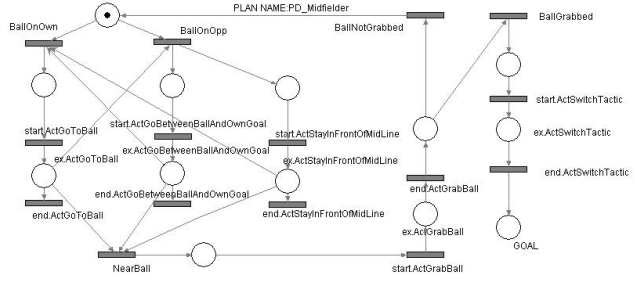 PLAN NAME:PD_Midfielder
BallOnOwn
BallOnOpp
BallNotGrabbed
BallGrabbed
start.ActGoToBall
start.ActGoBetweenBallAndOwnGoal
start.ActStayInFrontOfMidLine
start.ActSwitchTactic
ex.ActGoToBall
ex.ActGoBetweenBallAndOwnGoal
ex.ActStayInFrontOfMidLine
ex.ActSwitchTactic
end.ActGoToBall
end.ActGoBetweenBallAndOwnGoal
end.ActStayInFrontOfMidLine
end.ActGrabBall
end.ActSwitchTactic
ex.ActGrabBall
GOAL
NearBall
start.ActGrabBall